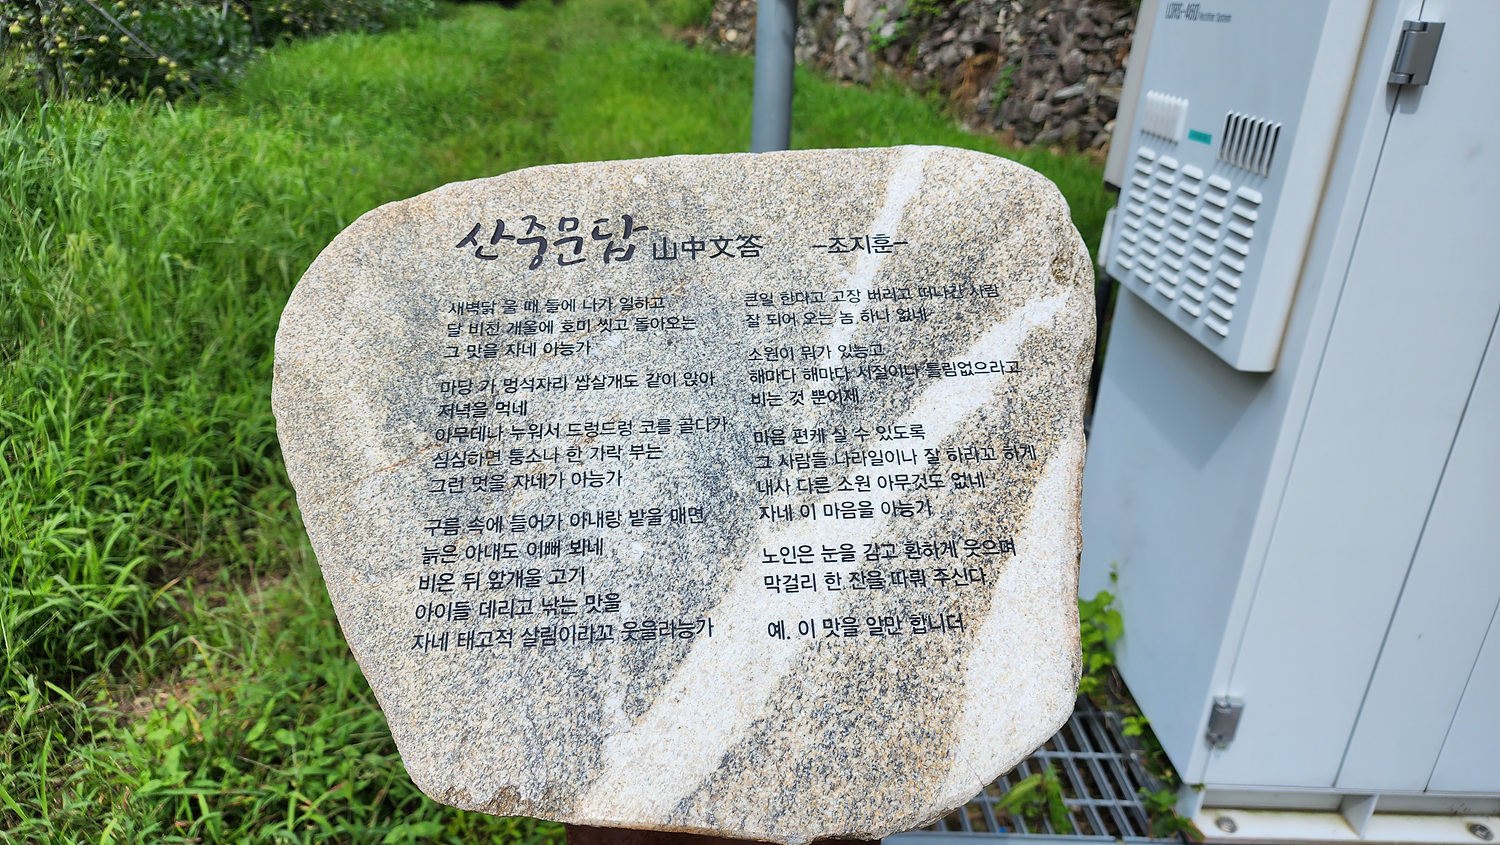 산중문답 山中文答 -조지훈-
새벽닭 울 때 들에 나가 일하고
달 비친 개울에 호미 씻고 돌아오는
그 맛을 자네 아능가
마당 가 멍석자리 쌉살개도 같이 앉아
저녁을 먹네
아무데나 누워서 드렁드렁 코를 골다가
심심하면 퉁소나 한 가락 부는
그런 멋을 자네가 아능가
구름 속에 들어가 아내랑 밭을 매면
늙은 아내도 이뻐 뵈네
비온 뒤 앞개울 고기
아이들 데리고 낚는 맛을
자네 태고적 살림이라꼬 웃을라능가
큰일 한다고 고장 버리고 떠나간 사람
잘 되어 오는 놈 하나 없네
소원이 뭐가 있능고
해마다 해마다 시절이나 틀림없으라고
비는 것 뿐이제
마음 편케 살 수 있도록
그 사람들 나라일이나 잘 하라꼬 하게
내사 다른 소원 아무것도 없네
자네 이 마음을 아능가
노인은 눈을 감고 환하게 웃으며
막걸리 한 잔을 따뤄 주신다.
예. 이 맛을 알만 합니더
LDRS-460 Rectifier System